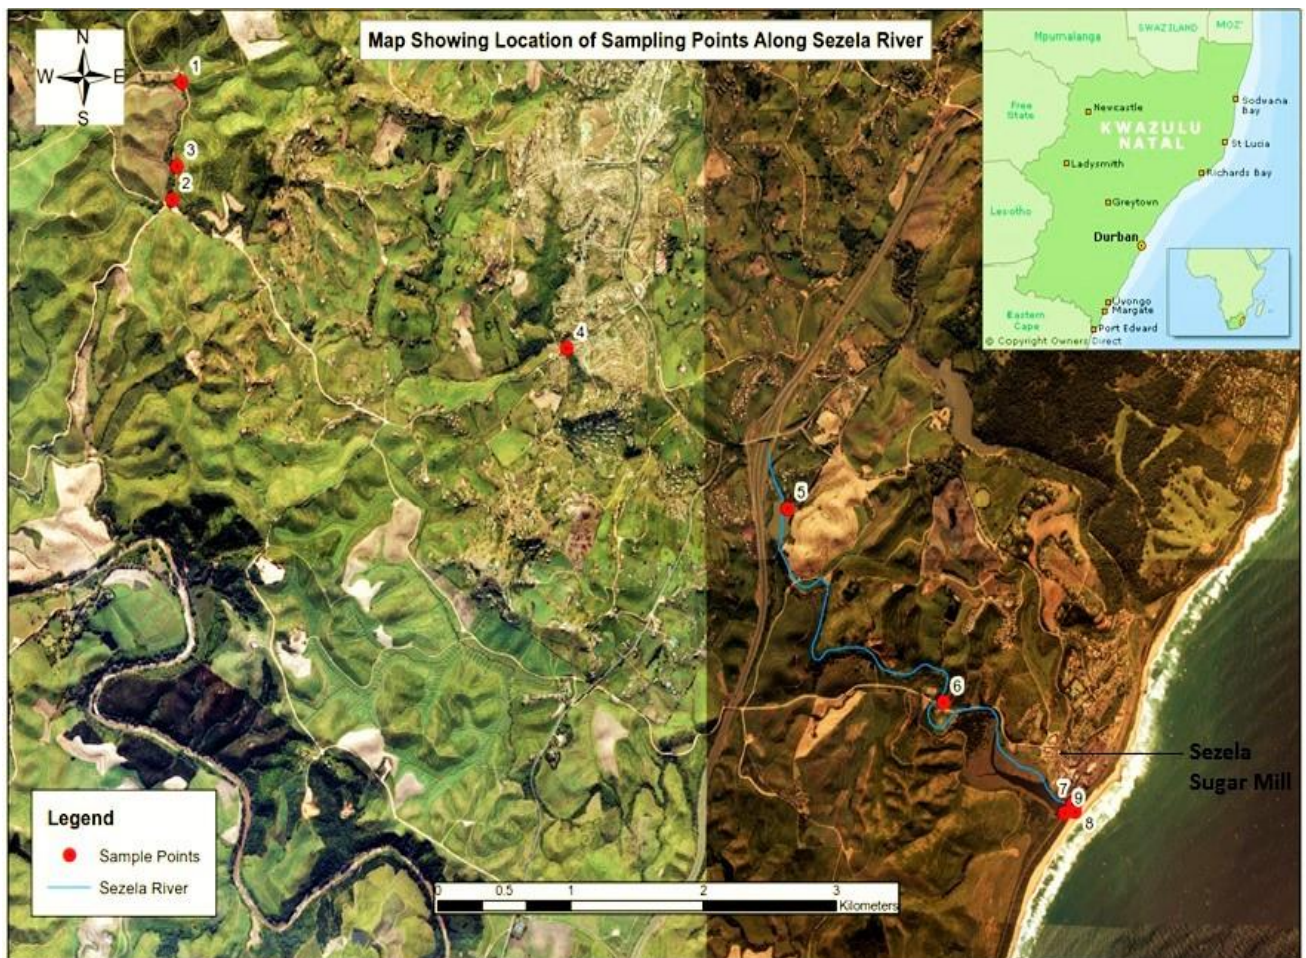 Map Showing Location of Sampling Points Along Sezela River
N
W E
S
1
3
2
4
5
6
7
9
8
Sezela
Sugar Mill
Mpumalanga
SWAZILAND
MOZ'
Free
State
Newcastle
KWAZULU
NATAL
Sodwana
Bay
St Lucia
Ladysmith
Richards Bay
Lesotho
Greytown
Durban
Uvongo
Margate
Eastern
Cape
Port Edward
© Copyright Owners Direct
Legend
Sample Points
Sezela River
0 0.5 1 2 3
Kilometers